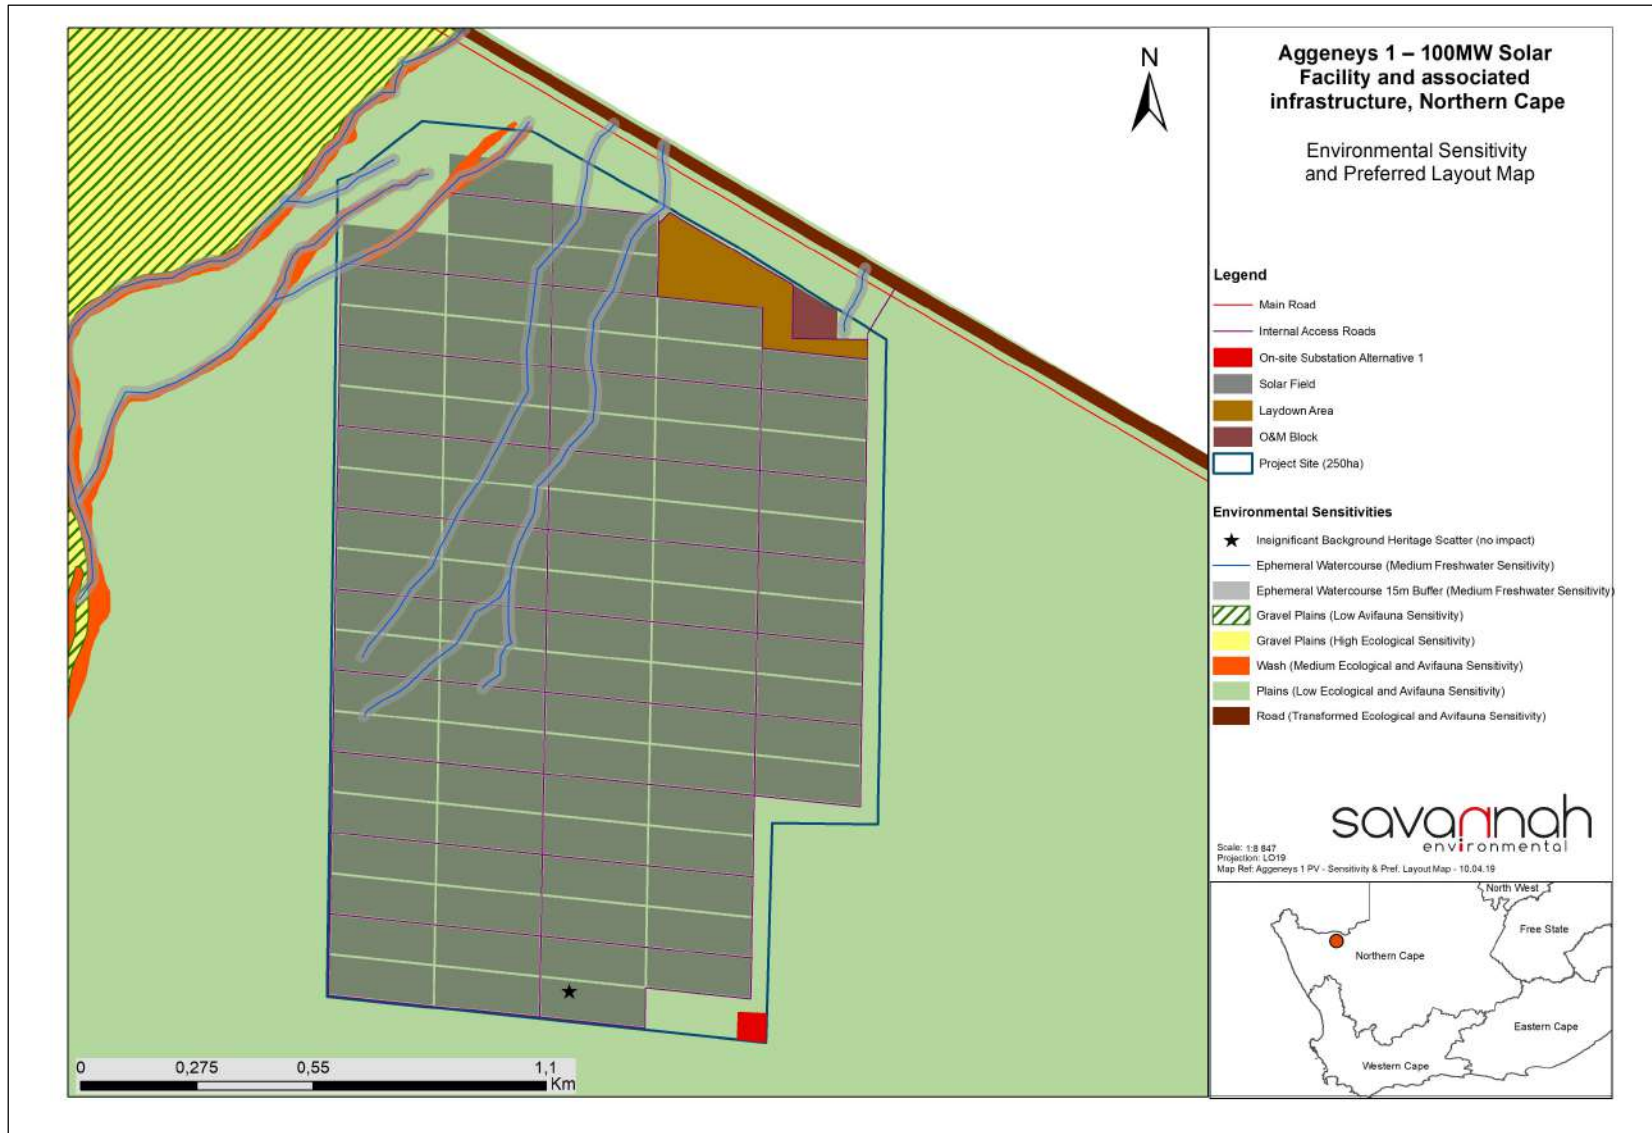 N
Aggeneys 1 – 100MW Solar
Facility and associated
infrastructure, Northern Cape
Environmental Sensitivity
and Preferred Layout Map
Legend
Main Road
Internal Access Roads
On-site Substation Alternative 1
Solar Field
Laydown Area
O&M Block
Project Site (250ha)
Environmental Sensitivities
Insignificant Background Heritage Scatter (no impact)
Ephemeral Watercourse (Medium Freshwater Sensitivity)
Ephemeral Watercourse 15m Buffer (Medium Freshwater Sensitivity)
Gravel Plains (Low Avifauna Sensitivity)
Gravel Plains (High Ecological Sensitivity)
Wash (Medium Ecological and Avifauna Sensitivity)
Plains (Low Ecological and Avifauna Sensitivity)
Road (Transformed Ecological and Avifauna Sensitivity)
savannah
environmental
Scale: 1:8 847
Projection: LO19
Map Ref: Aggeneys 1 PV - Sensitivity & Pref. Layout Map - 10.04.19
North West
Free State
Northern Cape
Eastern Cape
Western Cape
0 0,275 0,55 1,1
Km